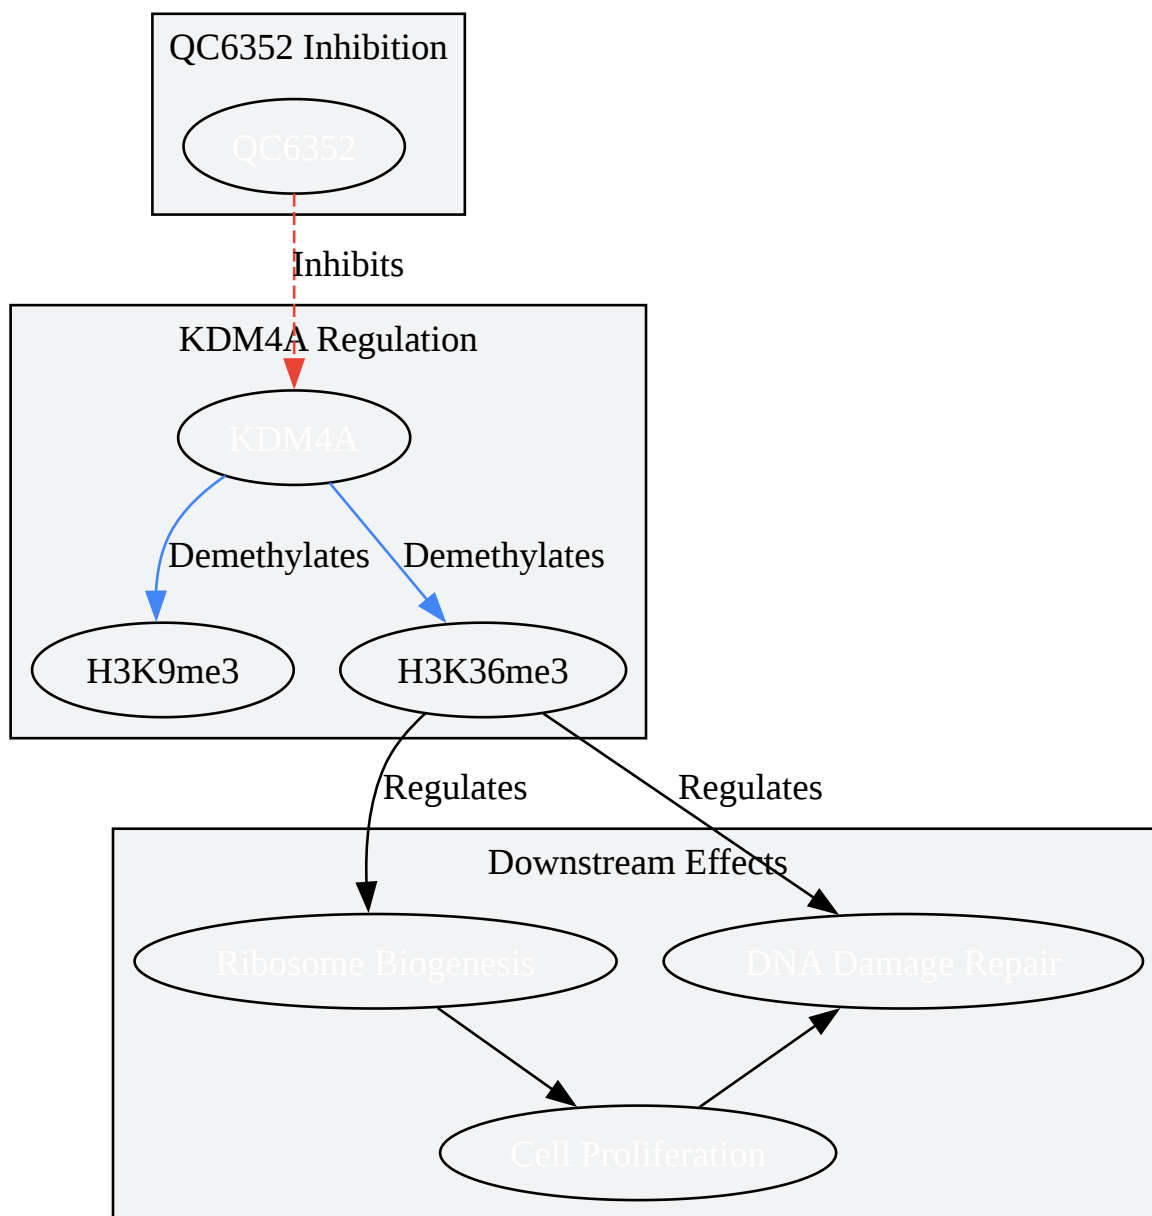 QC6352 Inhibition
QC6352
Inhibits
KDM4A Regulation
KDM4A
Demethylates
Demethylates
H3K9me3
H3K36me3
Regulates
Regulates
Downstream Effects
Ribosome Biogenesis
DNA Damage Repair
Cell Proliferation